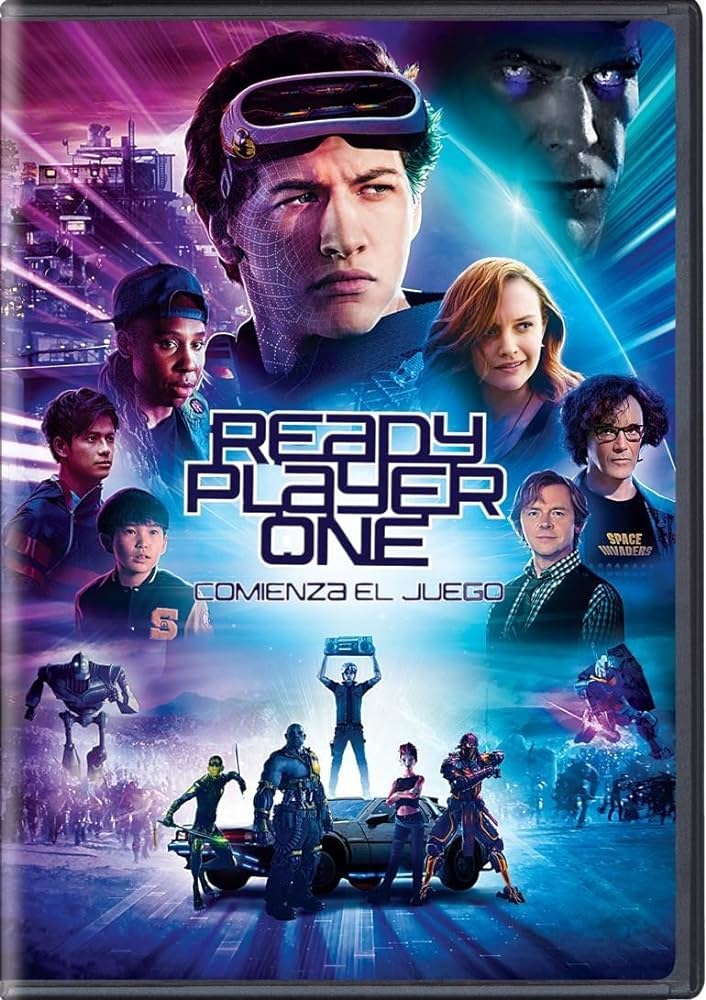 READY
PLAYER
ONE
COMIENZA EL JUEGO
SPACE
INVADERS
S